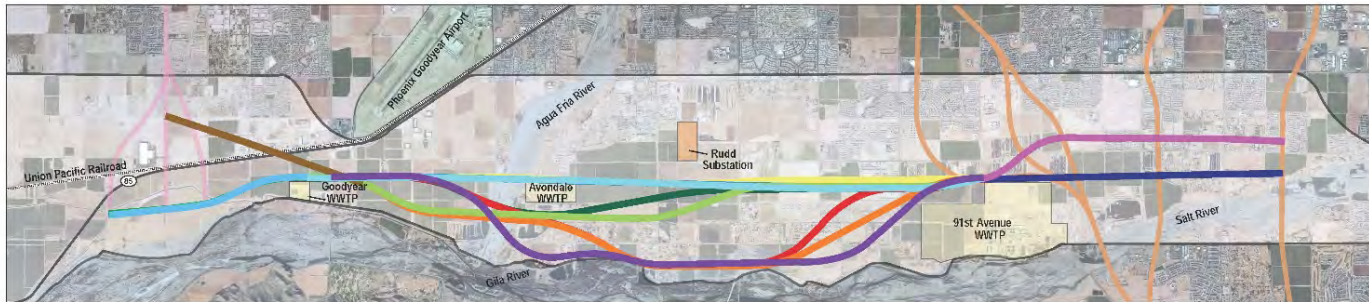 Phoenix Goodyear Airport
Agua Fria River
Union Pacific Railroad
85
Rudd
Substation
Goodyear
WWTP
Avondale
WWTP
91st Avenue
WWTP
Salt River
Gila River